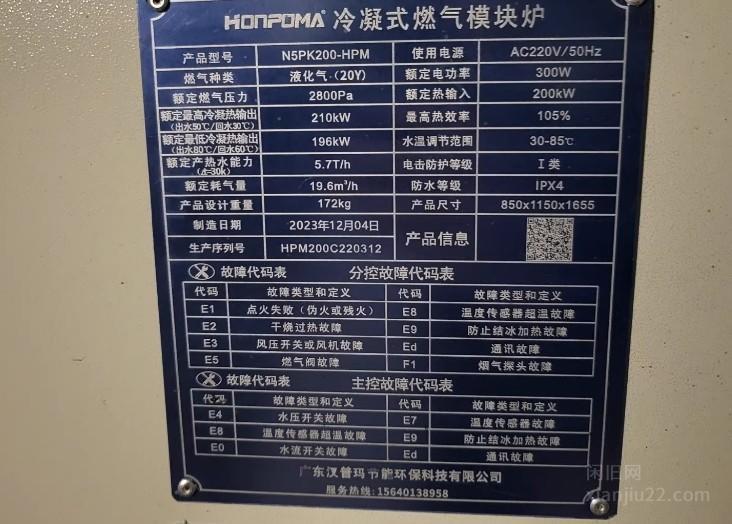 HONPOMA 冷凝式燃气模块炉
产品型号 N5PK200-HPM 使用电源 AC220V/50Hz
燃气种类 液化气（20Y） 额定电功率 300W
额定燃气压力 2800Pa 额定热输入 200kW
额定最高冷凝热输出 210kW 最高热效率 105%
（出水50℃/回水30℃）
额定最低冷凝热输出 196kW 水温调节范围 30-85℃
（出水80℃/回水60℃）
额定产热水能力 5.7T/h 电击防护等级 I 类
（△t=30k）
额定耗气量 19.6m³/h 防水等级 IPX4
产品设计重量 172kg 产品尺寸 850x1150x1655
制造日期 2023年12月04日 产品信息
生产序列号 HPM200C220312
故障代码表 分控故障代码表
代码 故障类型和定义 代码 故障类型和定义
E1 点火失败（伪火或残火） E8 温度传感器超温故障
E2 干烧过热故障 E9 防止结冰加热故障
E3 风压开关或风机故障 Ed 通讯故障
E5 燃气阀故障 F1 烟气探头故障
故障代码表 主控故障代码表
代码 故障类型和定义 代码 故障类型和定义
E4 水压开关故障 E7 温度传感器故障
E8 温度传感器超温故障 E9 防止结冰加热故障
E0 水流开关故障 Ed 通讯故障
广东汉普玛节能环保科技有限公司
服务热线：15640138958
闲旧网
xianjiu22.com